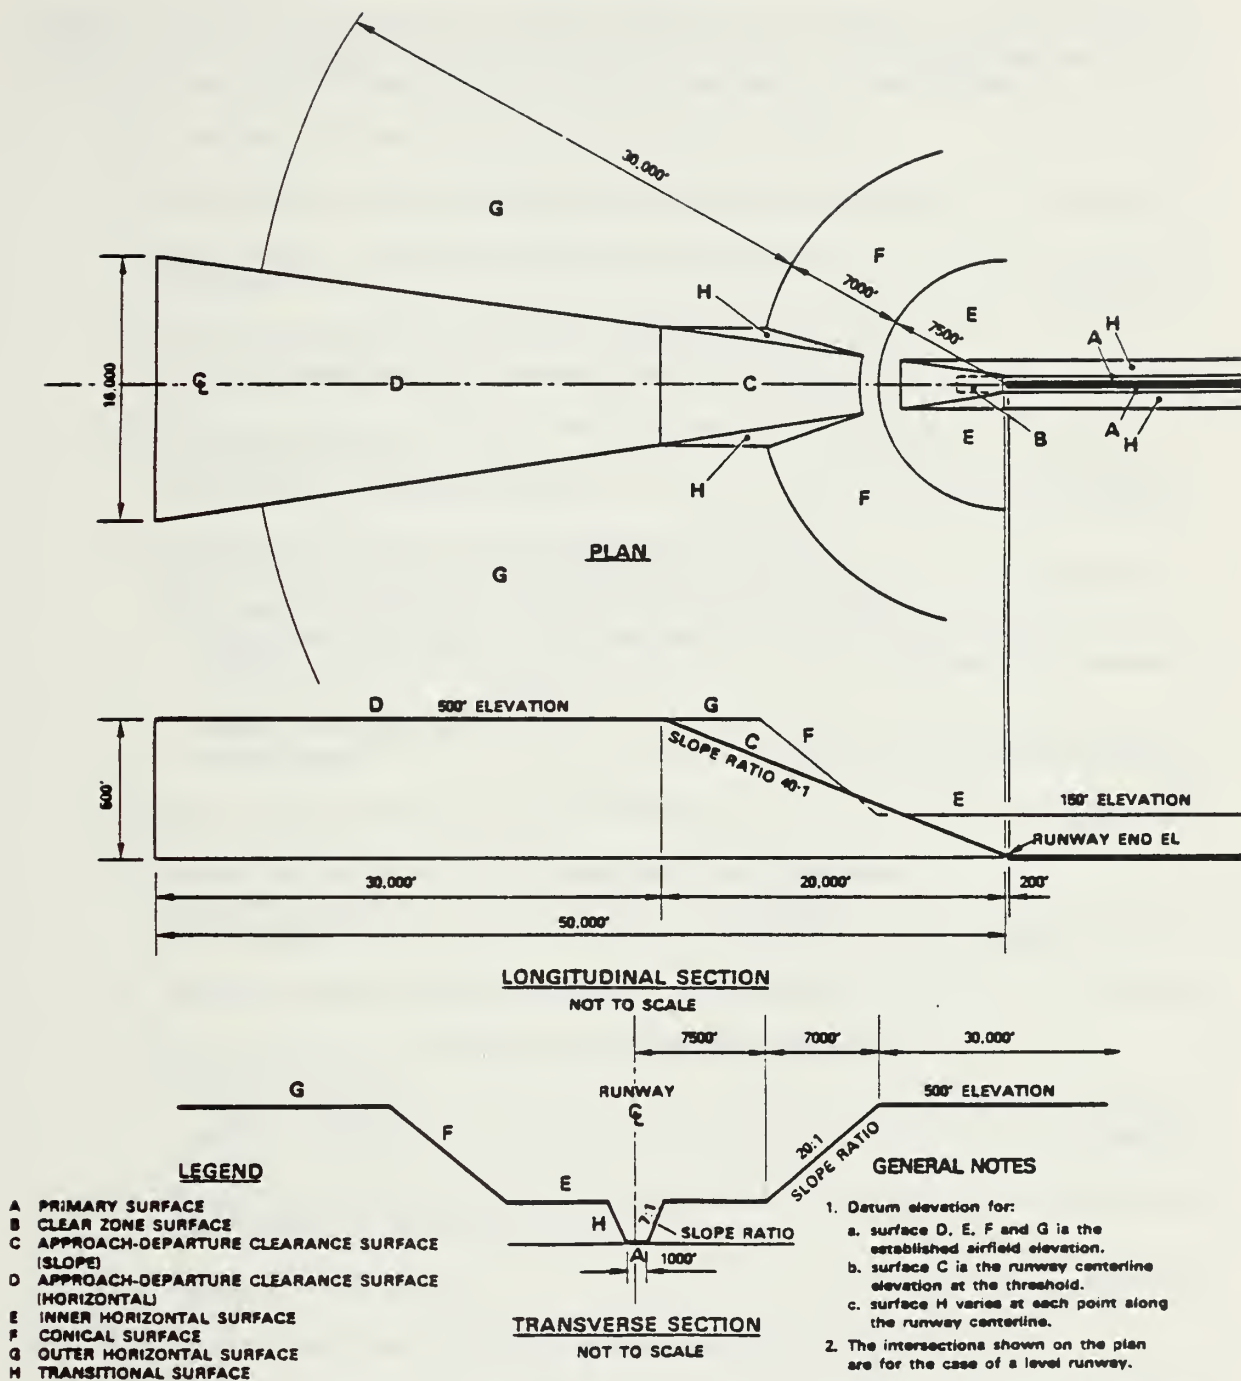 30,000'
G
F
7000'
H
E
7500'
H
A
16,000
℄
D
C
A
H
E
B
H
F
PLAN
G
D
500' ELEVATION
G
C
F
SLOPE RATIO 40:1
600'
E
150' ELEVATION
RUNWAY END EL
30,000'
20,000'
200'
50,000'
LONGITUDINAL SECTION
NOT TO SCALE
7500'
7000'
30,000'
G
RUNWAY
℄
500' ELEVATION
F
20:1
SLOPE RATIO
E
H
7:1
SLOPE RATIO
A
1000'
TRANSVERSE SECTION
NOT TO SCALE
LEGEND
A PRIMARY SURFACE
B CLEAR ZONE SURFACE
C APPROACH-DEPARTURE CLEARANCE SURFACE
(SLOPE)
D APPROACH-DEPARTURE CLEARANCE SURFACE
(HORIZONTAL)
E INNER HORIZONTAL SURFACE
F CONICAL SURFACE
G OUTER HORIZONTAL SURFACE
H TRANSITIONAL SURFACE
GENERAL NOTES
1. Datum elevation for:
a. surface D, E, F and G is the
established airfield elevation.
b. surface C is the runway centerline
elevation at the threshold.
c. surface H varies at each point along
the runway centerline.
2. The intersections shown on the plan
are for the case of a level runway.